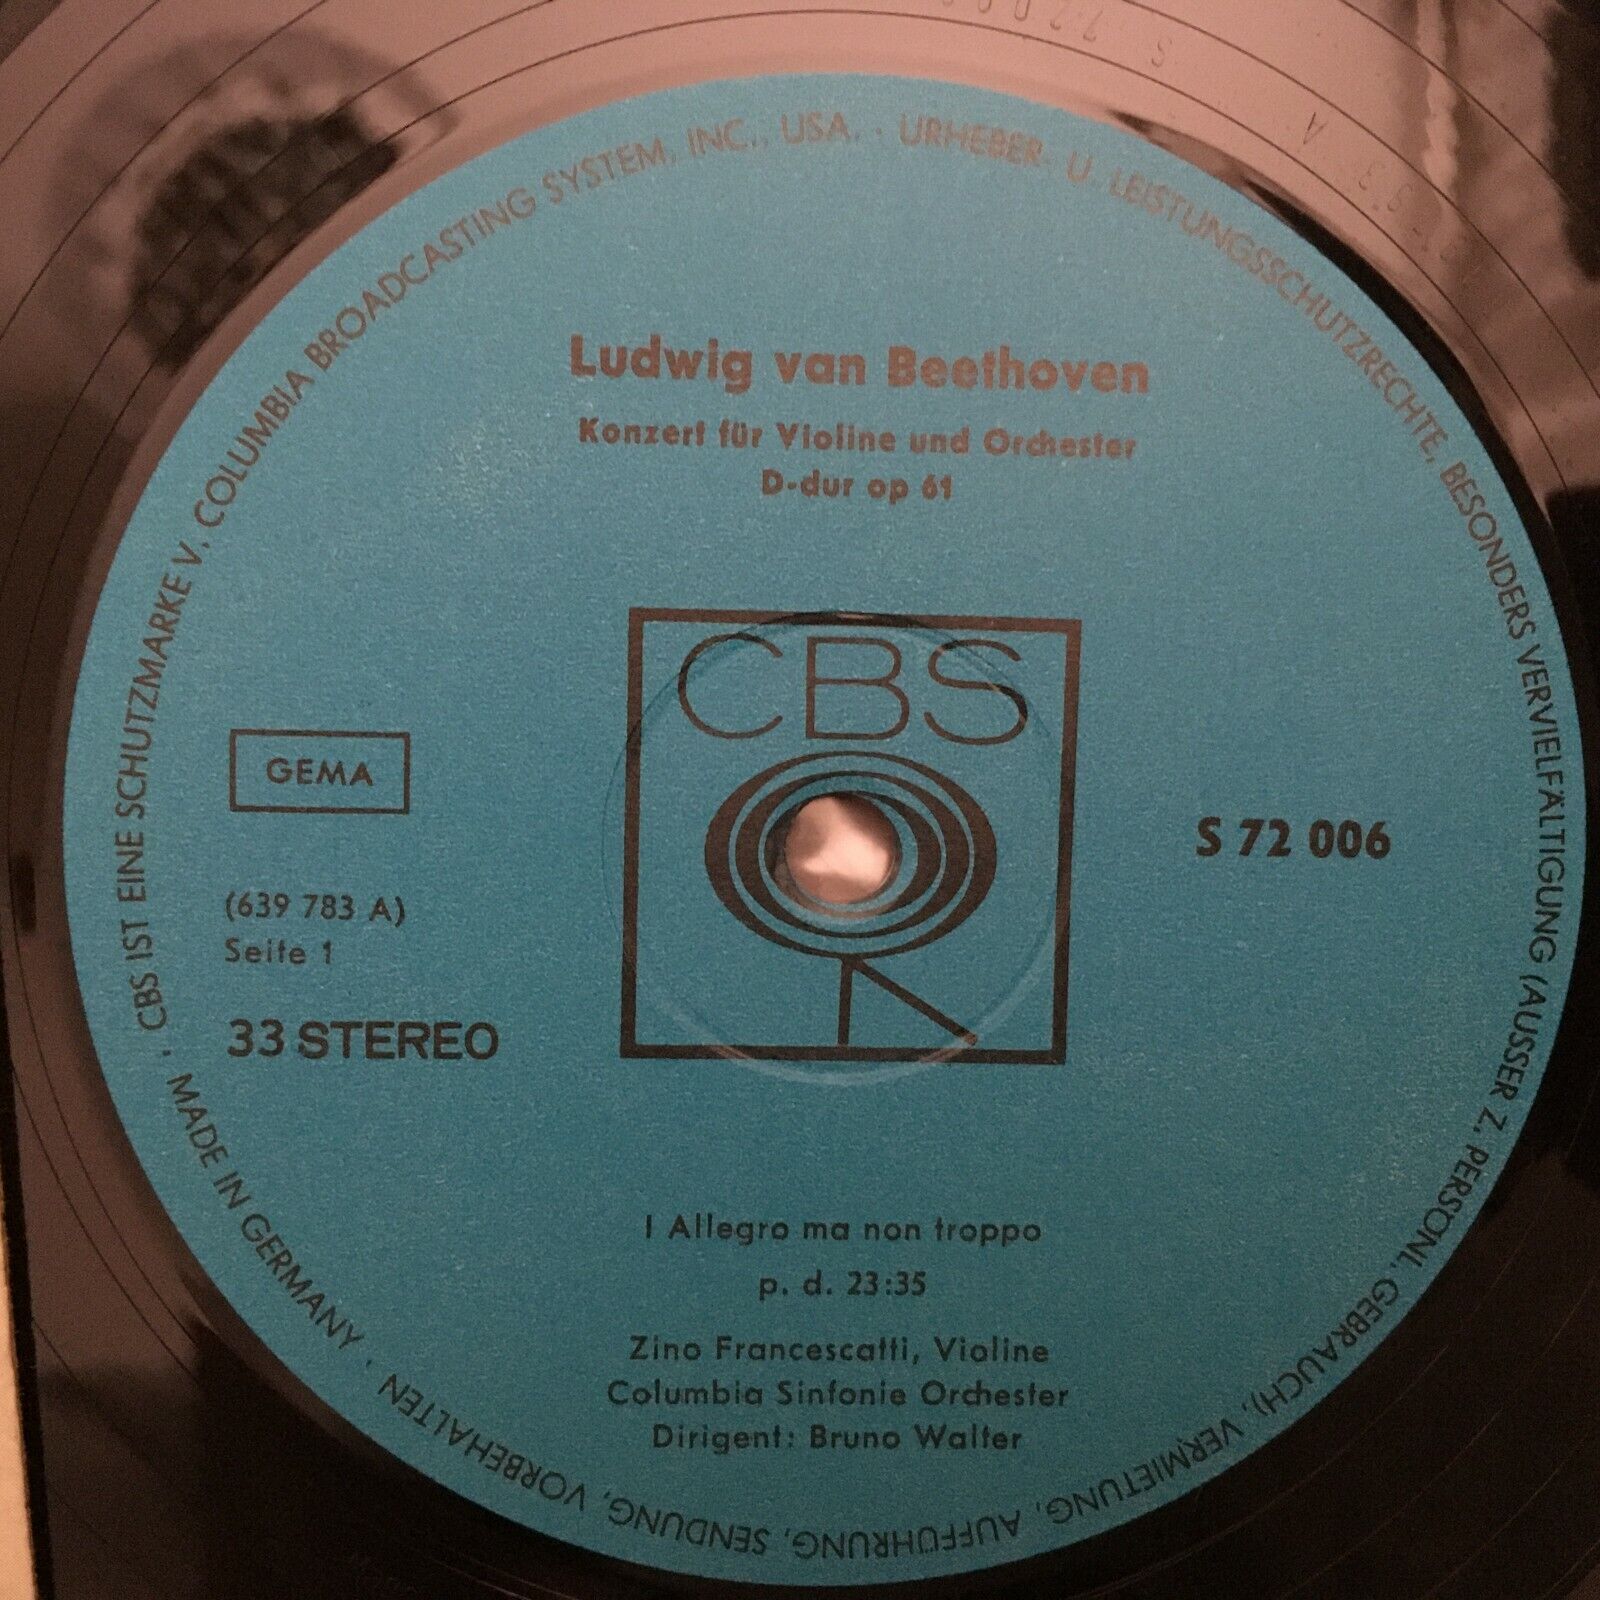 Ludwig van Beethoven
Konzert für Violine und Orchester
D-dur op 61
CBS
GEMA
S 72 006
(639 783 A)
Seite 1
33 STEREO
I Allegro ma non troppo
p. d. 23:35
Zino Francescatti, Violine
Columbia Sinfonie Orchester
Dirigent: Bruno Walter
· CBS IST EINE SCHUTZMARKE V. COLUMBIA BROADCASTING SYSTEM, INC., USA. · URHEBER- U. LEISTUNGSSCHUTZRECHTE, BESONDERS VERVIELFÄLTIGUNG (AUSSER Z. PERSÖNL. GEBRAUCH), VERMIETUNG, AUFFÜHRUNG, SENDUNG, VORBEHALTEN · MADE IN GERMANY